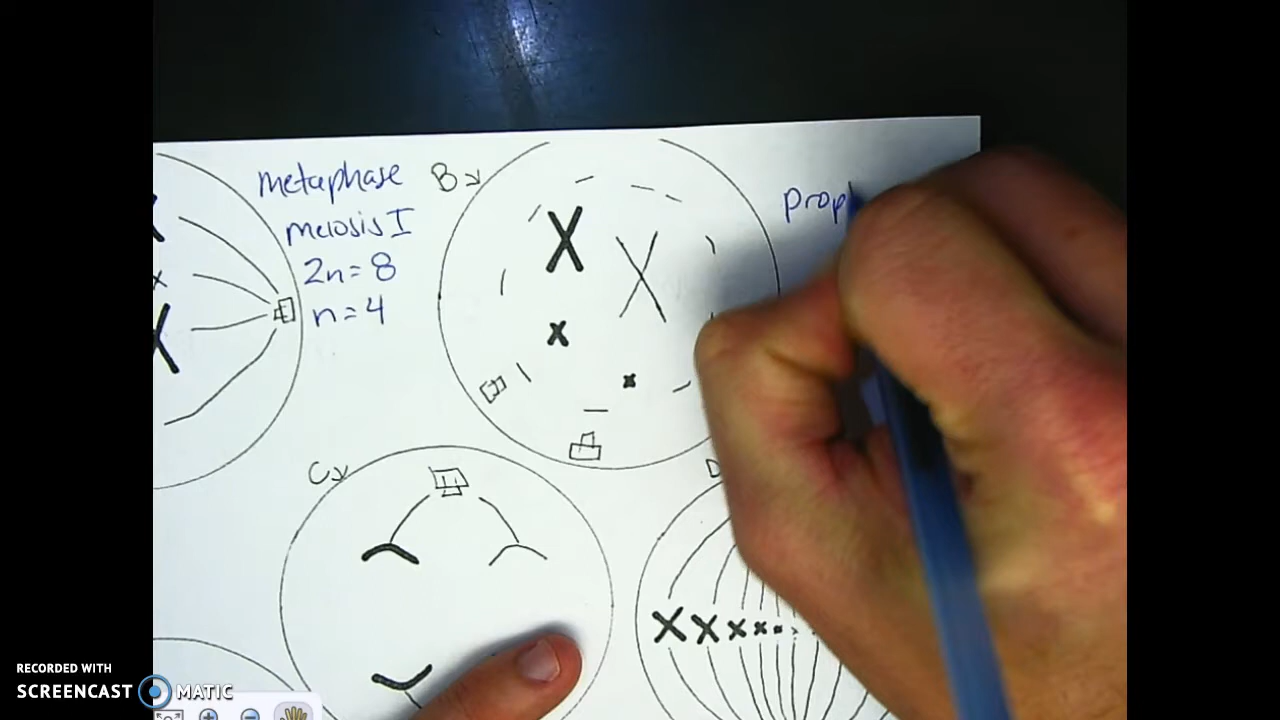 metaphase
meiosis I
2n = 8
n = 4
B
prop
C
D
RECORDED WITH
SCREENCAST MATIC